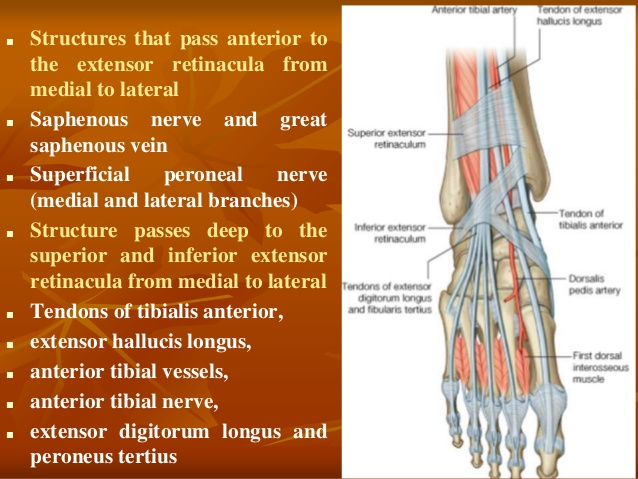 ■ Structures that pass anterior to
the extensor retinacula from
medial to lateral
■ Saphenous nerve and great
saphenous vein
■ Superficial peroneal nerve
(medial and lateral branches)
■ Structure passes deep to the
superior and inferior extensor
retinacula from medial to lateral
■ Tendons of tibialis anterior,
■ extensor hallucis longus,
■ anterior tibial vessels,
■ anterior tibial nerve,
■ extensor digitorum longus and
peroneus tertius
Anterior tibial artery
Tendon of extensor
hallucis longus
Superior extensor
retinaculum
Inferior extensor
retinaculum
Tendon of
tibialis anterior
Tendons of extensor
digitorum longus
and fibularis tertius
Dorsalis
pedis artery
First dorsal
interosseous
muscle